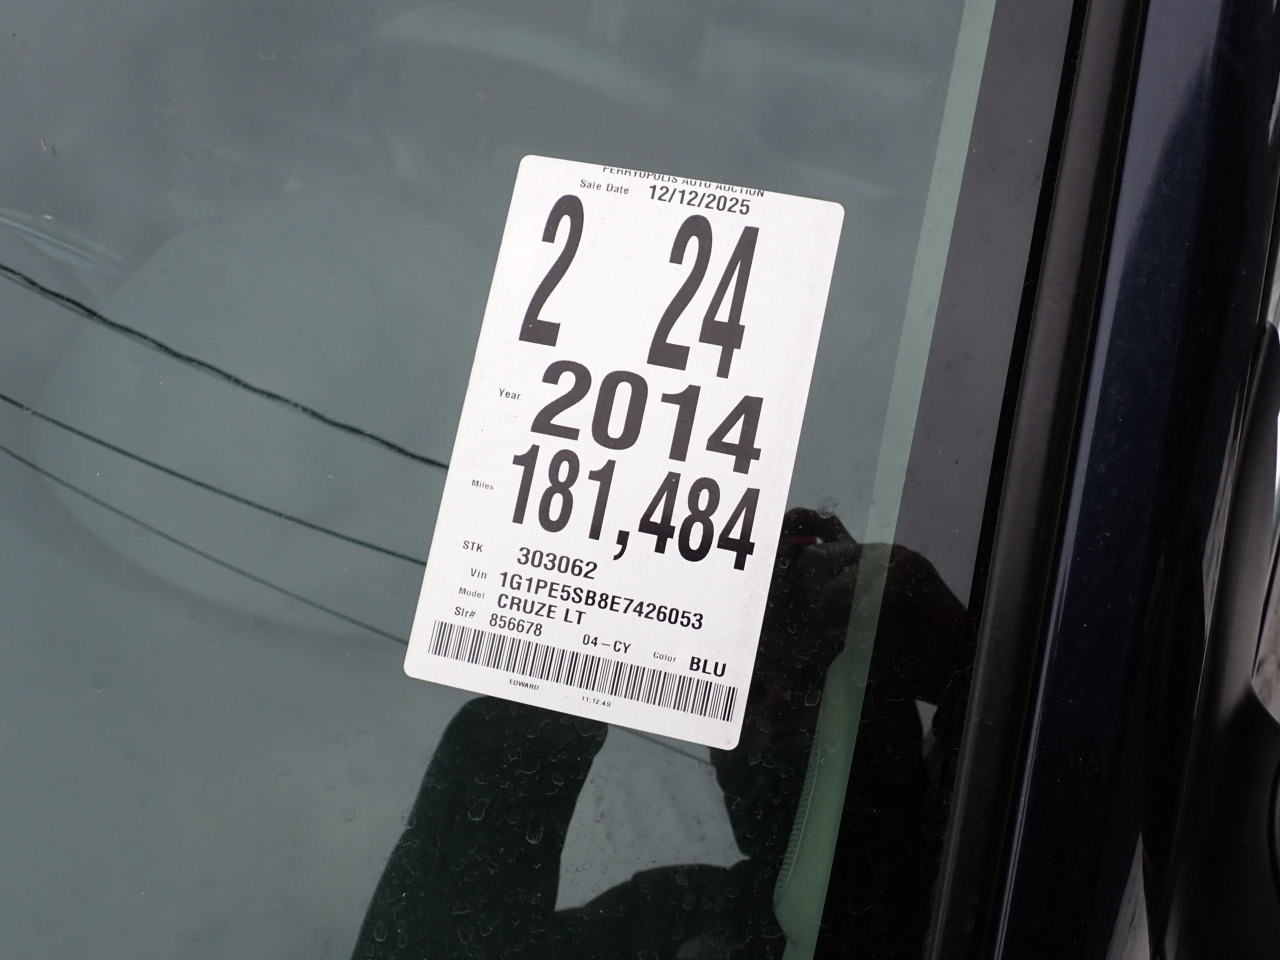 PERRYOPOLIS AUTO AUCTION
Sale Date 12/12/2025
2 24
Year 2014
Miles 181,484
STK 303062
Vin 1G1PE5SB8E7426053
Model CRUZE LT
Slr# 856678 04-CY Color BLU
EDWARD 11:12:49